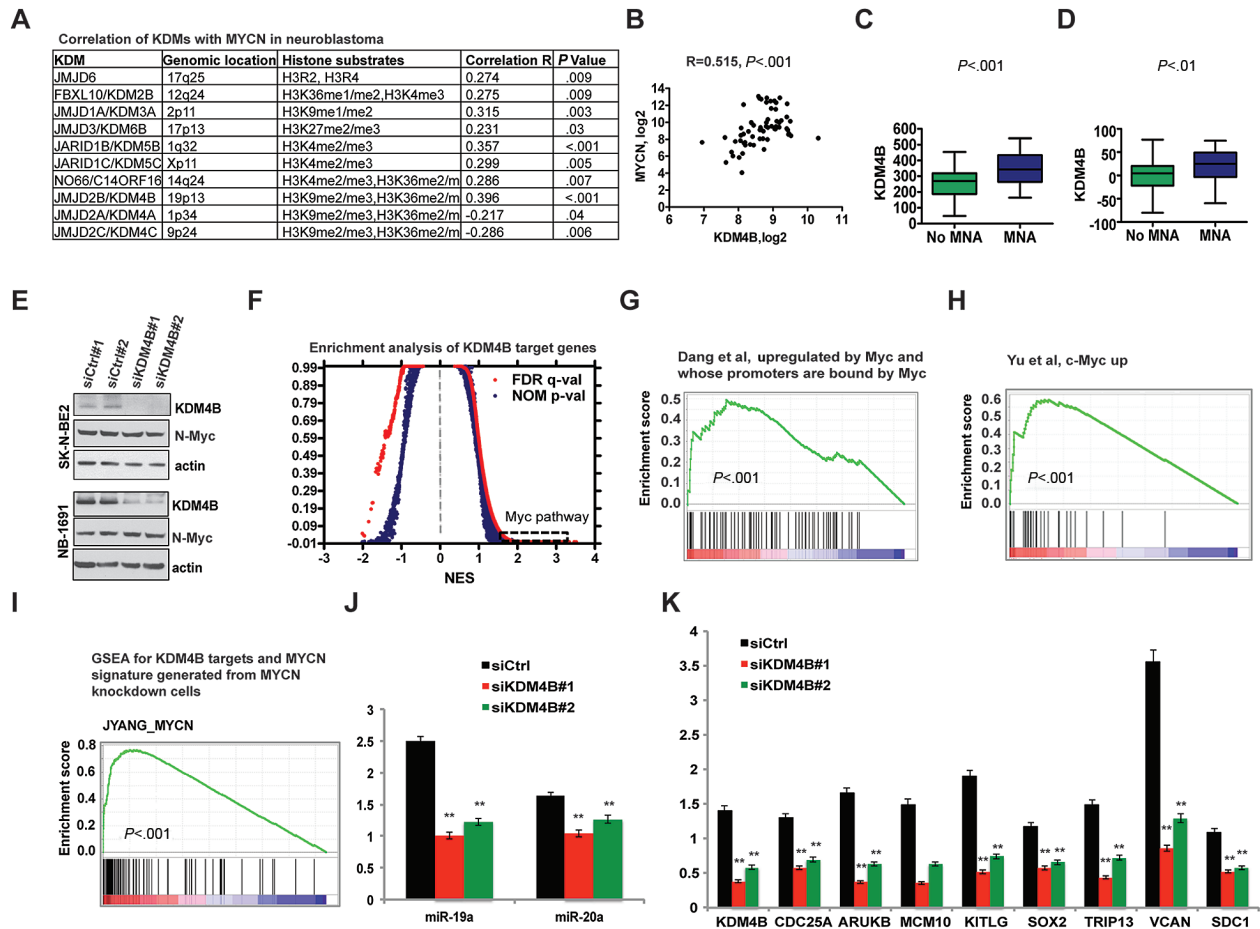 A
Correlation of KDMs with MYCN in neuroblastoma
KDM Genomic location Histone substrates Correlation R P Value
JMJD6 17q25 H3R2, H3R4 0.274 .009
FBXL10/KDM2B 12q24 H3K36me1/me2,H3K4me3 0.275 .009
JMJD1A/KDM3A 2p11 H3K9me1/me2 0.315 .003
JMJD3/KDM6B 17p13 H3K27me2/me3 0.231 .03
JARID1B/KDM5B 1q32 H3K4me2/me3 0.357 <.001
JARID1C/KDM5C Xp11 H3K4me2/me3 0.299 .005
NO66/C14ORF16 14q24 H3K4me2/me3,H3K36me2/m 0.286 .007
JMJD2B/KDM4B 19p13 H3K9me2/me3,H3K36me2/m 0.396 <.001
JMJD2A/KDM4A 1p34 H3K9me2/me3,H3K36me2/m -0.217 .04
JMJD2C/KDM4C 9p24 H3K9me2/me3,H3K36me2/m -0.286 .006
B
R=0.515, P<.001
MYCN, log2
14
12
10
8
6
4
2
0
6 7 8 9 10 11
KDM4B,log2
C
P<.001
KDM4B
600
500
400
300
200
100
0
No MNA MNA
D
P<.01
KDM4B
100
50
0
-50
-100
No MNA MNA
E
siCtrl#1 siCtrl#2 siKDM4B#1 siKDM4B#2
SK-N-BE2
KDM4B
N-Myc
actin
NB-1691
KDM4B
N-Myc
actin
F
Enrichment analysis of KDM4B target genes
0.99
0.89
0.79
0.69
0.59
0.49
0.39
0.29
0.19
0.09
-0.01
FDR q-val
NOM p-val
Myc pathway
-3 -2 -1 0 1 2 3 4
NES
G
Dang et al, upregulated by Myc and
whose promoters are bound by Myc
Enrichment score
0.5
0.4
0.3
0.2
0.1
0.0
P<.001
H
Yu et al, c-Myc up
Enrichment score
0.6
0.5
0.4
0.3
0.2
0.1
0.0
P<.001
I
GSEA for KDM4B targets and MYCN
signature generated from MYCN
knockdown cells
JYANG_MYCN
Enrichment score
0.8
0.6
0.4
0.2
0.0
P<.001
J
siCtrl
siKDM4B#1
siKDM4B#2
3
2.5
2
1.5
1
0.5
0
** **
** **
miR-19a miR-20a
K
siCtrl
siKDM4B#1
siKDM4B#2
4
3.5
3
2.5
2
1.5
1
0.5
0
** **
** **
** **
** **
** **
** **
** **
** **
KDM4B CDC25A ARUKB MCM10 KITLG SOX2 TRIP13 VCAN SDC1